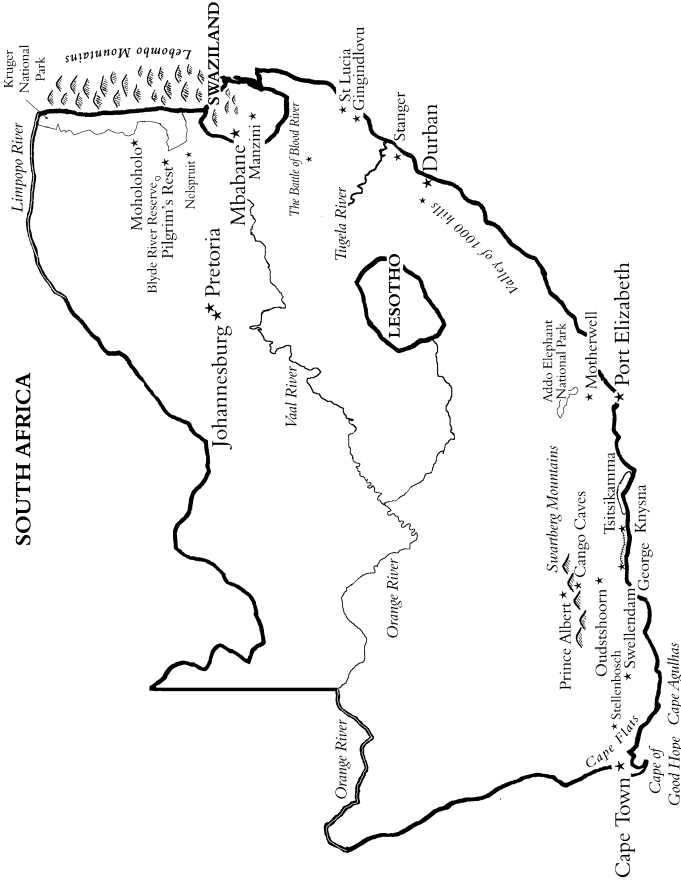 SOUTH AFRICA
Kruger
National
Park
Lebombo Mountains
SWAZILAND
Limpopo River
Moholoholo
Blyde River Reserve
Pilgrim's Rest
Nelspruit
Mbabane
Manzini
The Battle of Blood River
St Lucia
Gingindlovu
Stanger
Durban
Tugela River
Valley of 1000 hills
Pretoria
Johannesburg
Vaal River
LESOTHO
Addo Elephant
National Park
Motherwell
Port Elizabeth
Orange River
Swartberg Mountains
Cango Caves
Prince Albert
Oudstshoorn
Tsitsikamma
Knysna
George
Swellendam
Stellenbosch
Orange River
Cape Flats
Cape Town
Cape of
Good Hope
Cape Agulhas